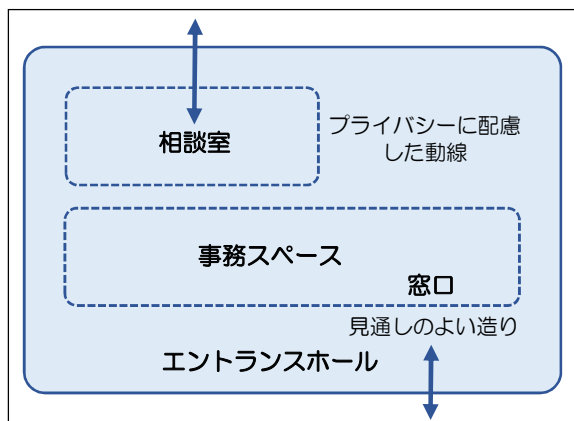 相談室
プライバシーに配慮
した動線
事務スペース
窓口
見通しのよい造り
エントランスホール